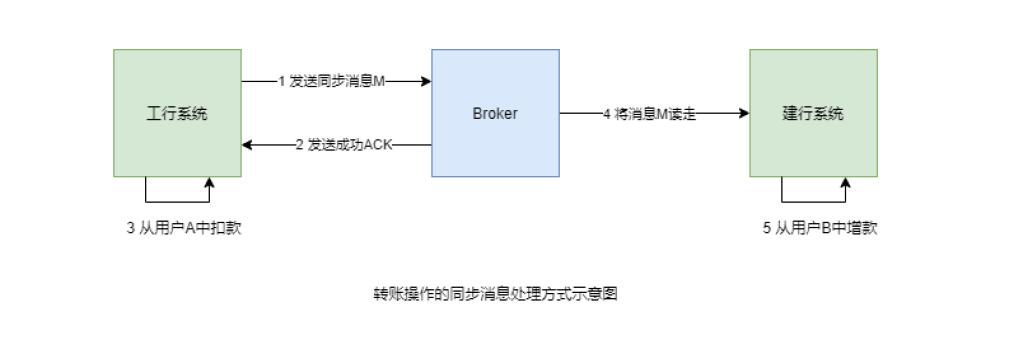 工行系统
1 发送同步消息M
2 发送成功ACK
3 从用户A中扣款
Broker
4 将消息M读走
建行系统
5 从用户B中增款
转账操作的同步消息处理方式示意图